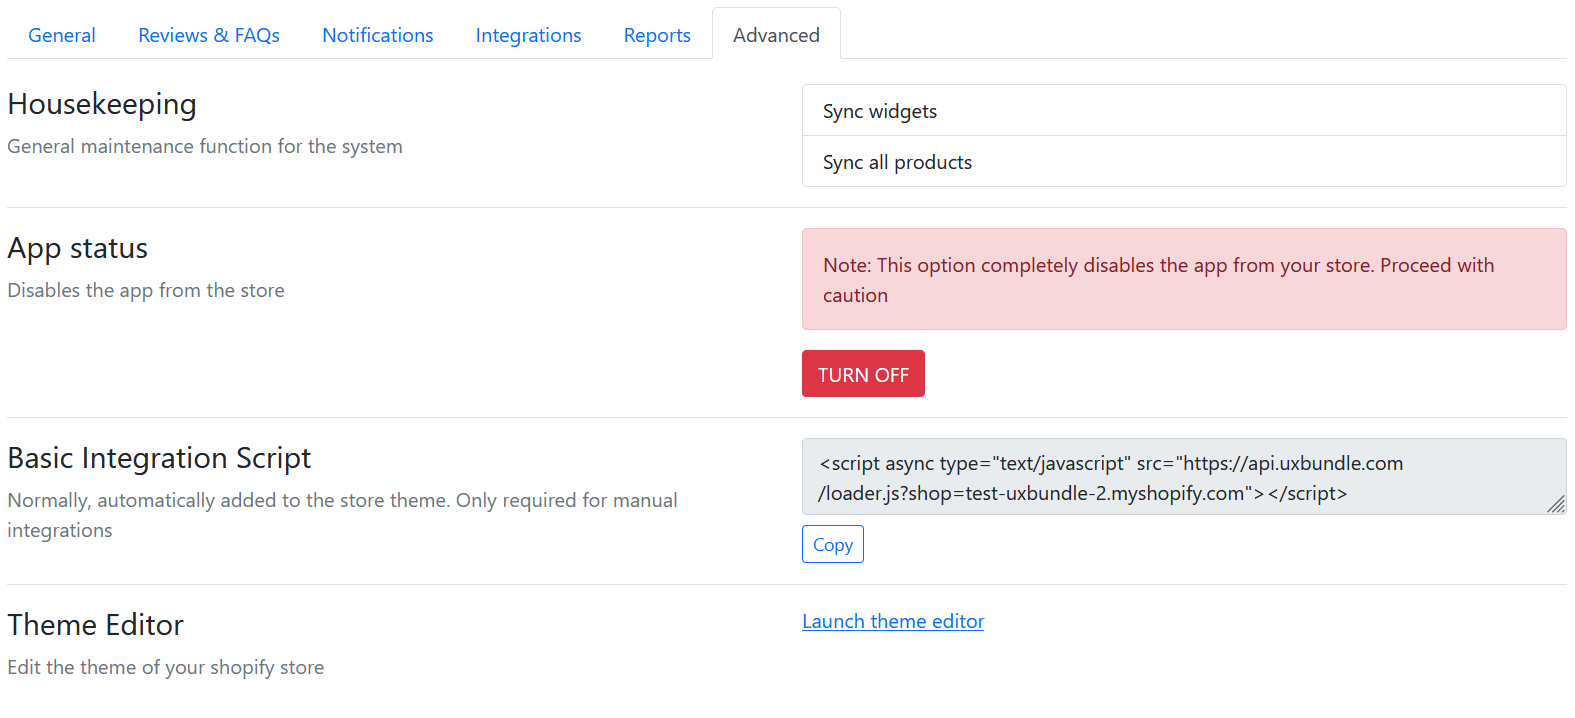 General Reviews & FAQs Notifications Integrations Reports Advanced
Housekeeping
General maintenance function for the system
Sync widgets
Sync all products
App status
Disables the app from the store
Note: This option completely disables the app from your store. Proceed with
caution
TURN OFF
Basic Integration Script
Normally, automatically added to the store theme. Only required for manual
integrations
<script async type="text/javascript" src="https://api.uxbundle.com
/loader.js?shop=test-uxbundle-2.myshopify.com"></script>
Copy
Theme Editor
Edit the theme of your shopify store
Launch theme editor